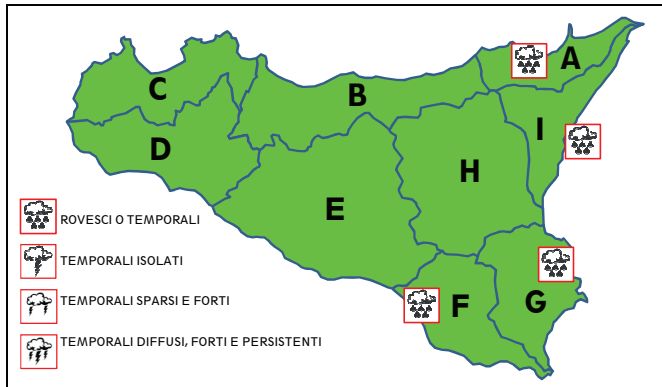 A
B
C
I
D
H
E
F
G
ROVESCI O TEMPORALI
TEMPORALI ISOLATI
TEMPORALI SPARSI E FORTI
TEMPORALI DIFFUSI, FORTI E PERSISTENTI